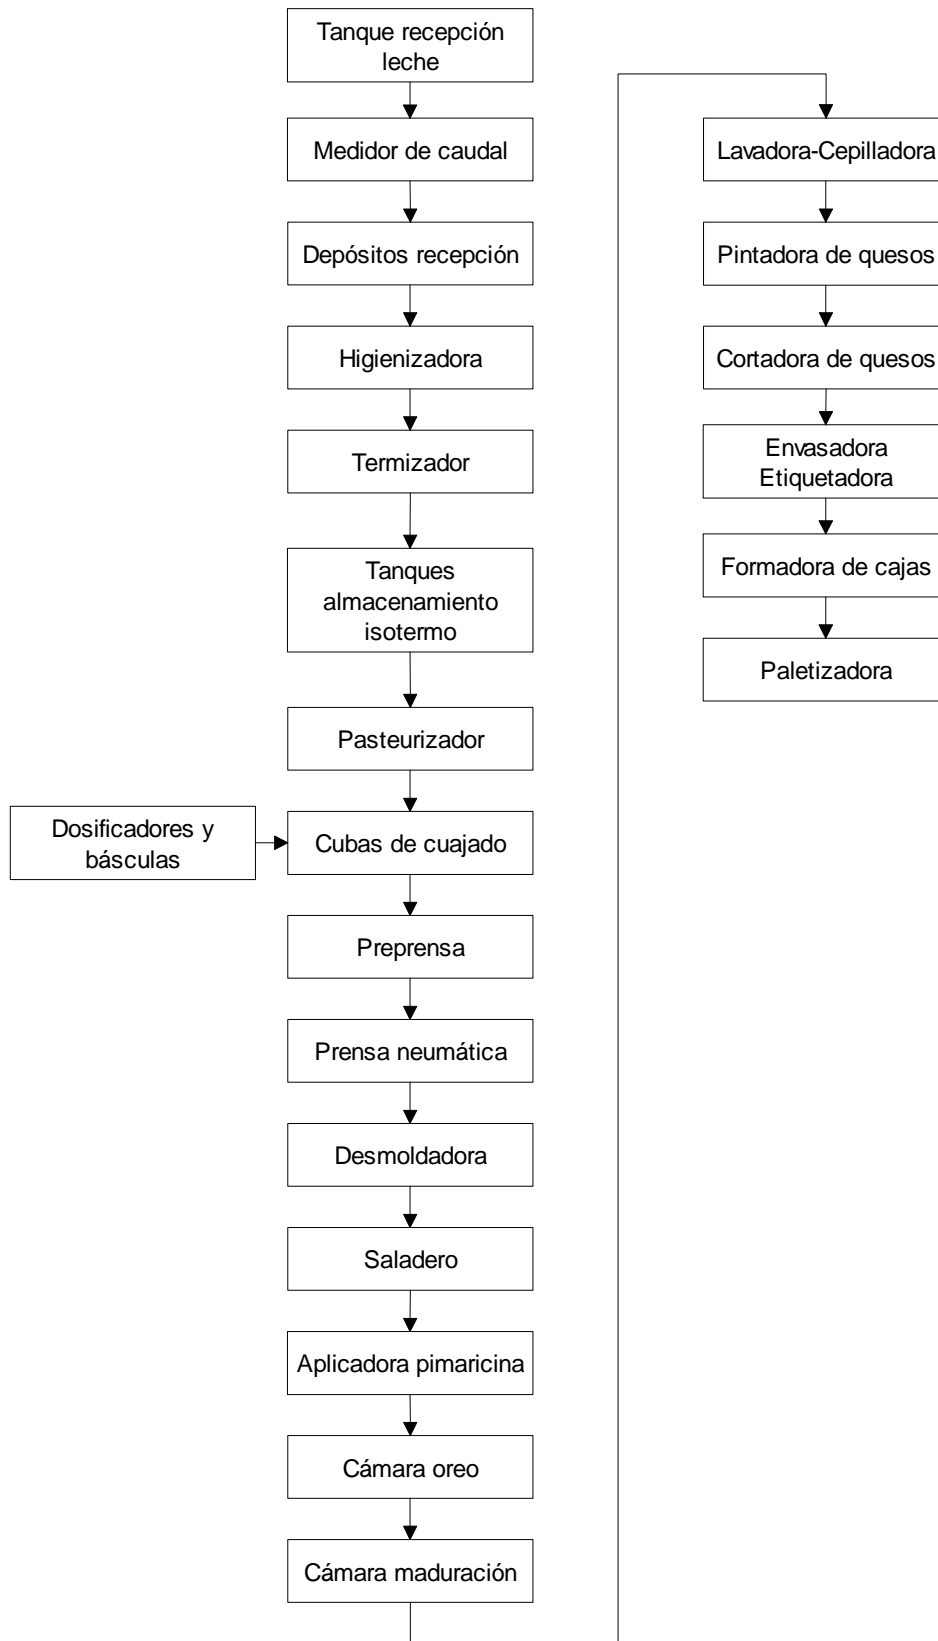 Tanque recepción
leche
Medidor de caudal
Depósitos recepción
Higienizadora
Termizador
Tanques
almacenamiento
isotermo
Pasteurizador
Dosificadores y
básculas
Cubas de cuajado
Preprensa
Prensa neumática
Desmoldadora
Saladero
Aplicadora pimaricina
Cámara oreo
Cámara maduración
Lavadora-Cepilladora
Pintadora de quesos
Cortadora de quesos
Envasadora
Etiquetadora
Formadora de cajas
Paletizadora